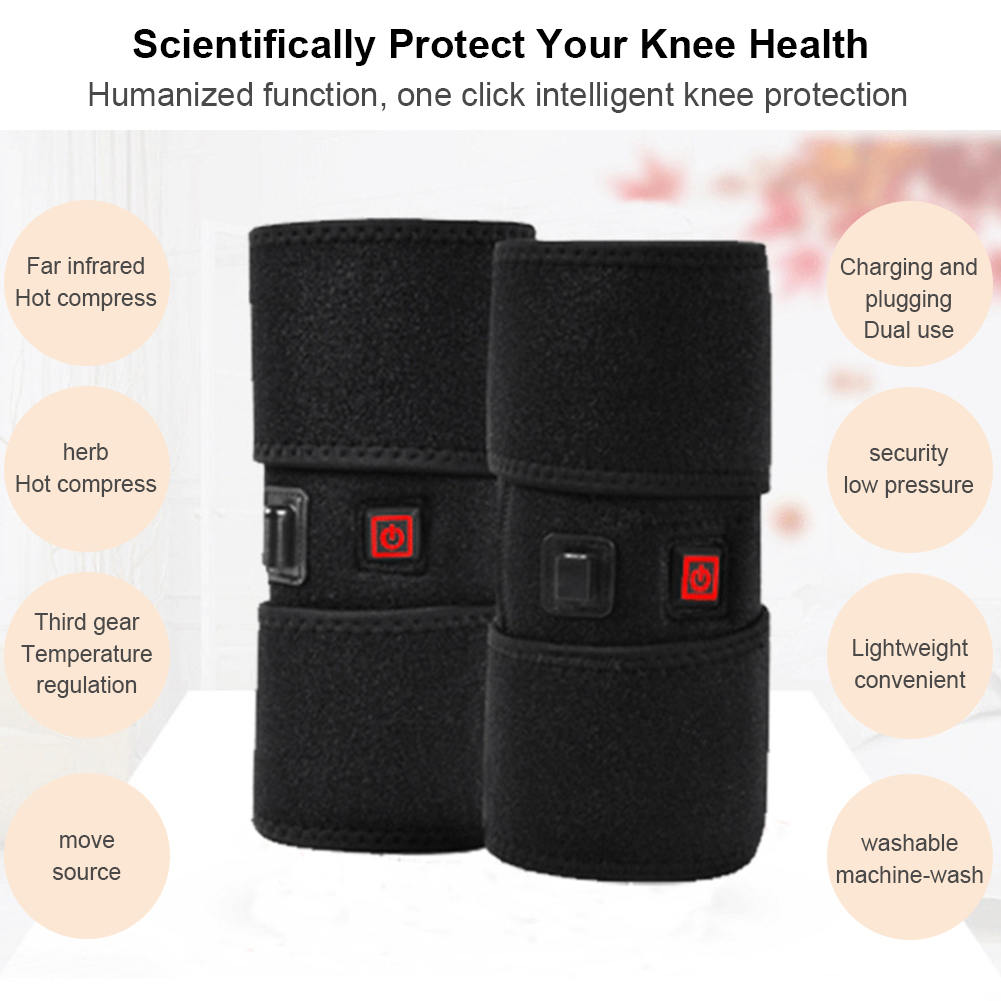 Scientifically Protect Your Knee Health
Humanized function, one click intelligent knee protection
Far infrared
Hot compress
herb
Hot compress
Third gear
Temperature
regulation
move
source
Charging and
plugging
Dual use
security
low pressure
Lightweight
convenient
washable
machine-wash